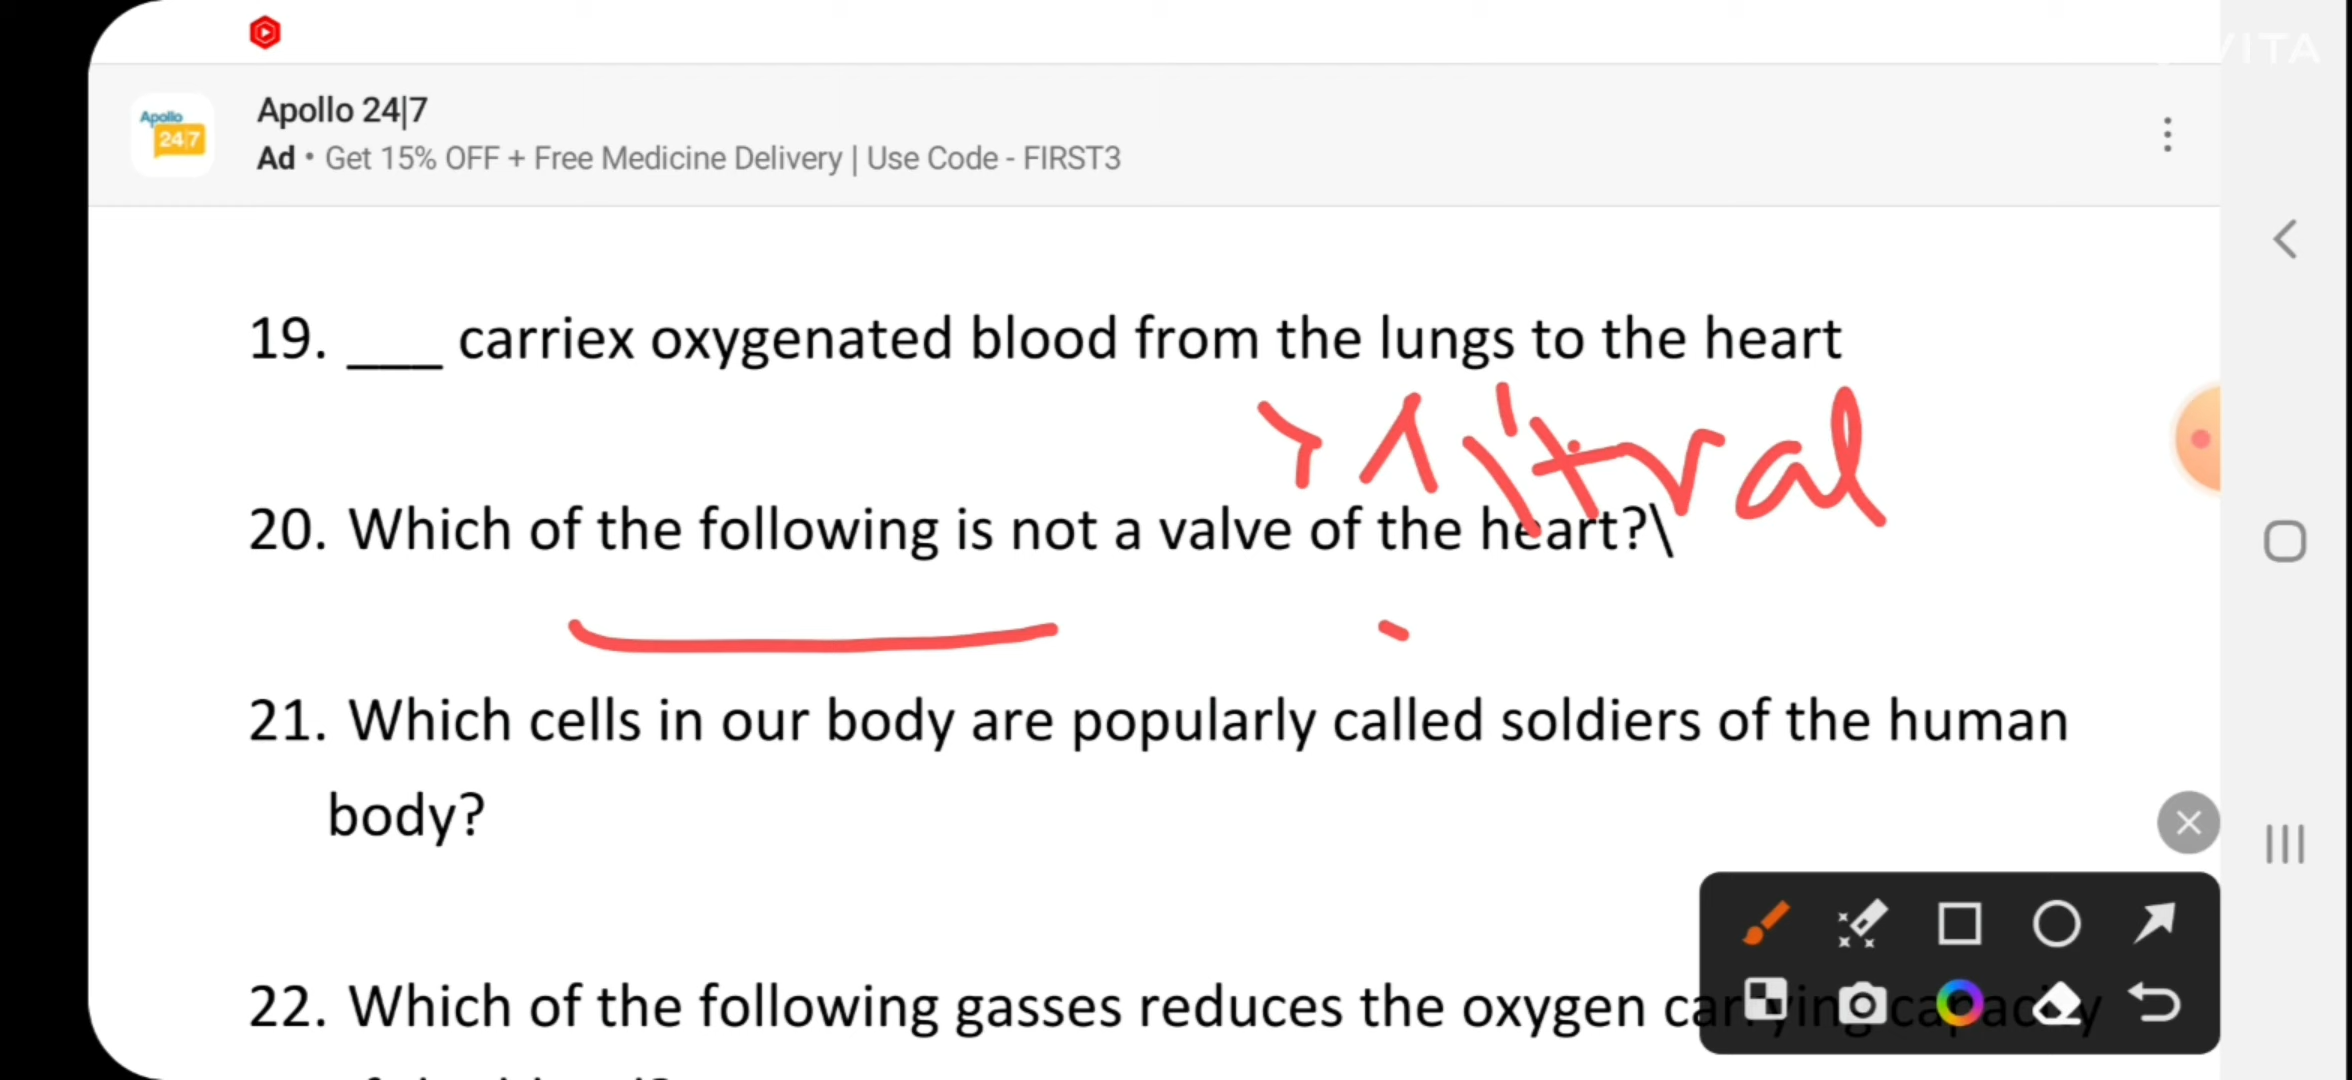 VITA
Apollo 24|7
Apollo 24|7
Ad • Get 15% OFF + Free Medicine Delivery | Use Code - FIRST3
19. ___ carriex oxygenated blood from the lungs to the heart
Mitral
20. Which of the following is not a valve of the heart?\
21. Which cells in our body are popularly called soldiers of the human
body?
22. Which of the following gasses reduces the oxygen carrying capacity